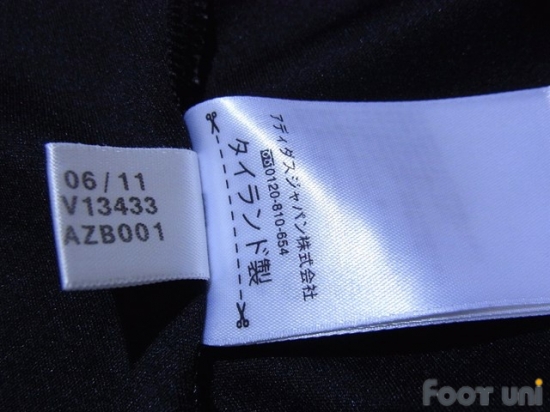 06/11
V13433
AZB001
アディダスジャパン株式会社
0120-810-654
タイランド製
FOOT UNI